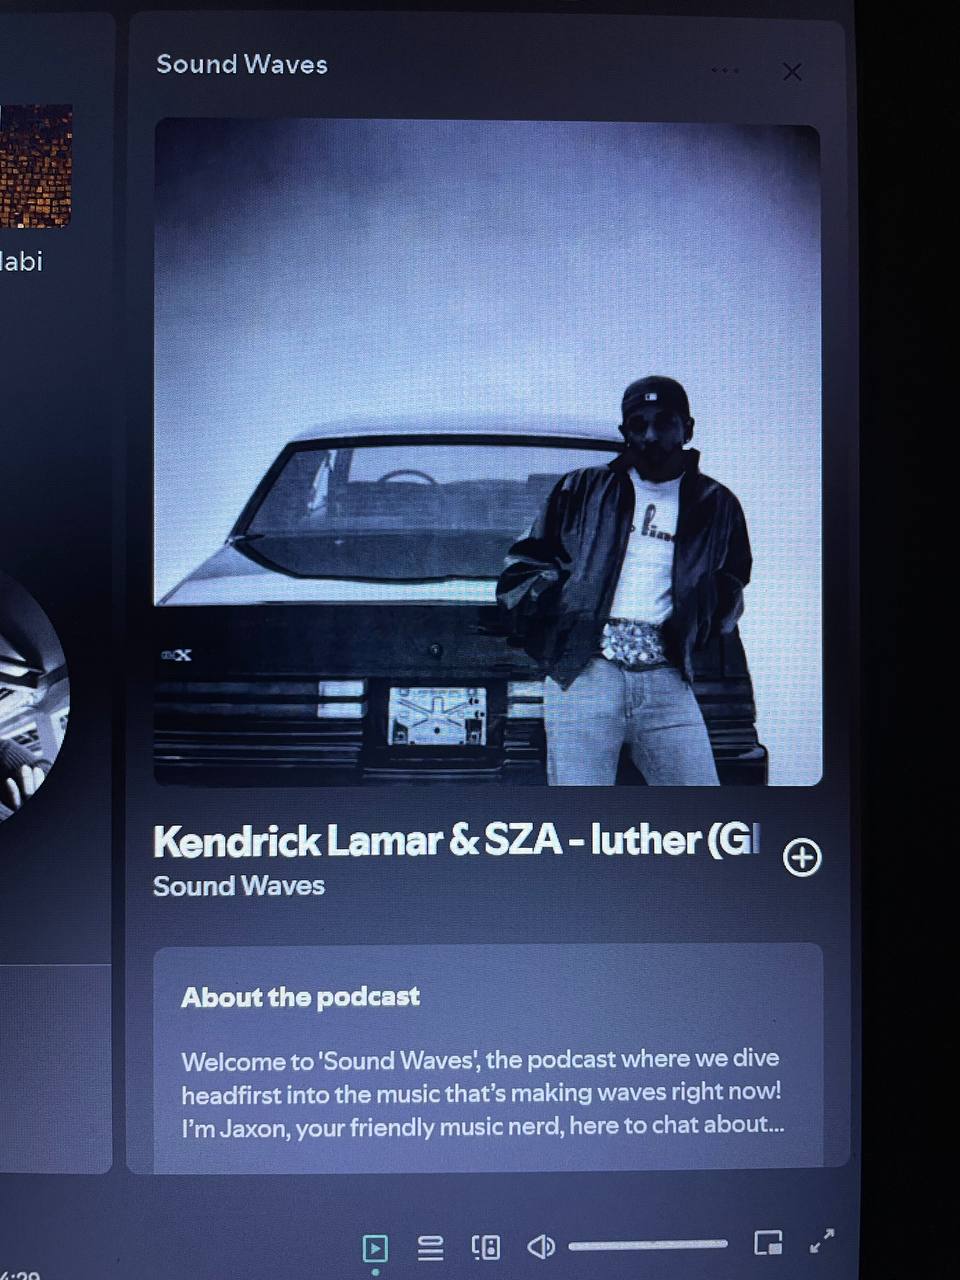 Sound Waves
labi
Kendrick Lamar & SZA - luther (G
Sound Waves
About the podcast
Welcome to 'Sound Waves', the podcast where we dive
headfirst into the music that's making waves right now!
I'm Jaxon, your friendly music nerd, here to chat about...
4:29